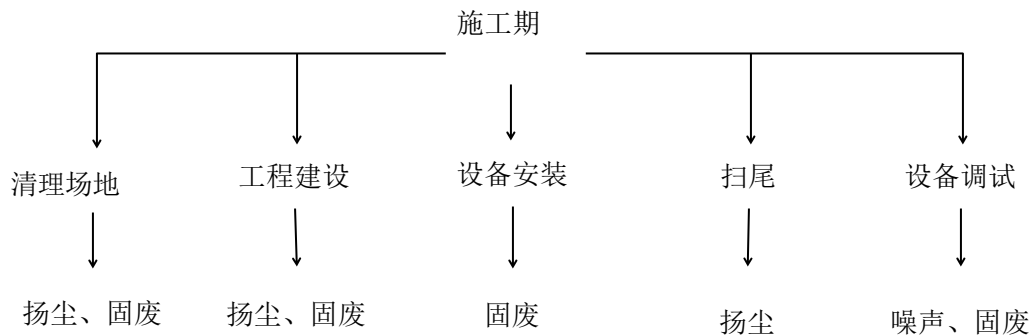 施工期
清理场地 工程建设 设备安装 扫尾 设备调试
扬尘、固废 扬尘、固废 固废 扬尘 噪声、固废